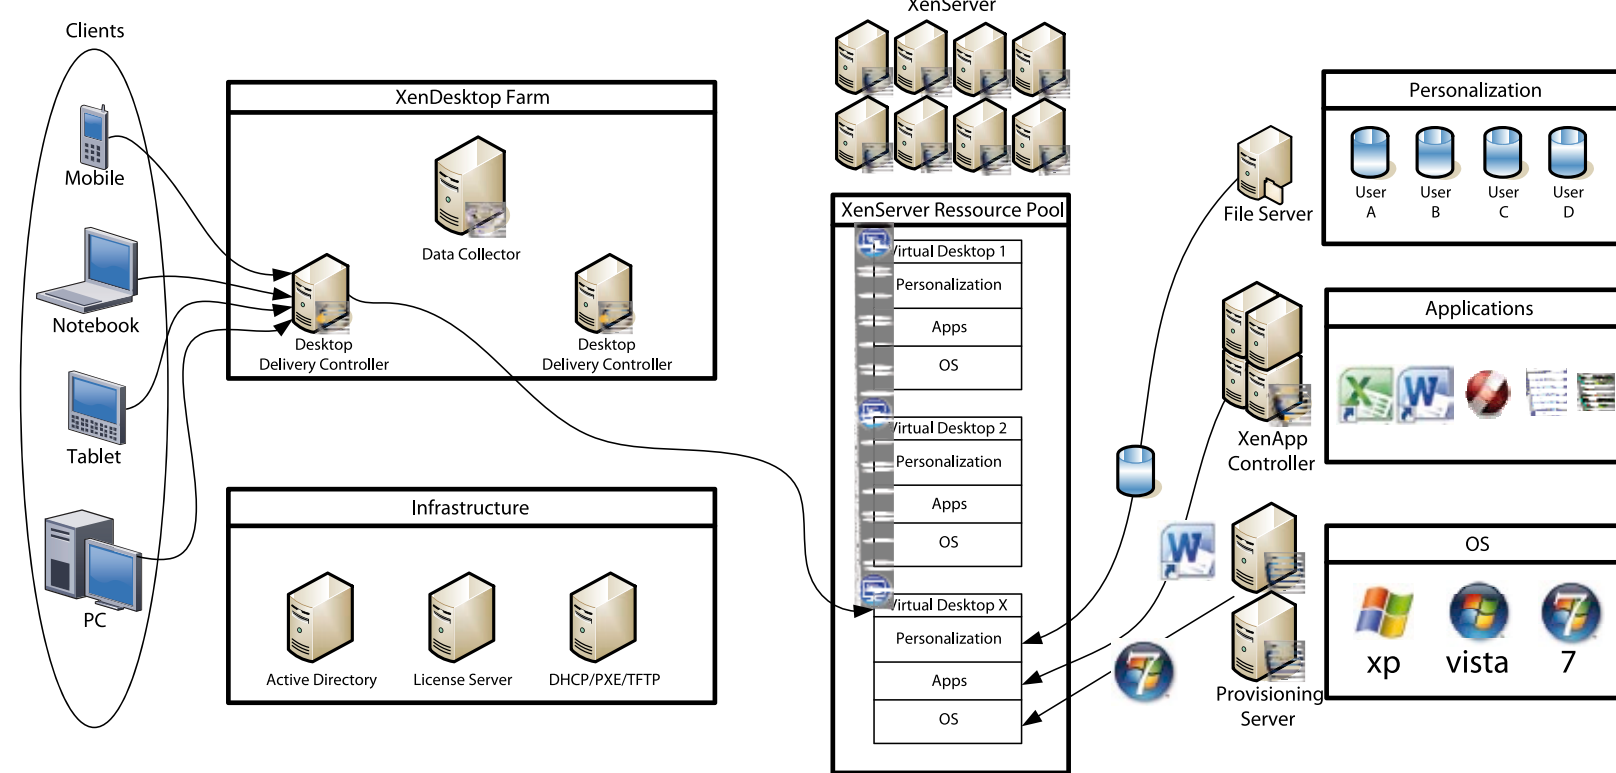 Clients
Mobile
Notebook
Tablet
PC
XenDesktop Farm
Data Collector
Desktop
Delivery Controller
Desktop
Delivery Controller
Infrastructure
Active Directory
License Server
DHCP/PXE/TFTP
XenServer
XenServer Ressource Pool
Virtual Desktop 1
Personalization
Apps
OS
Virtual Desktop 2
Personalization
Apps
OS
Virtual Desktop X
Personalization
Apps
OS
File Server
XenApp
Controller
W
7
Provisioning
Server
Personalization
User
A
User
B
User
C
User
D
Applications
X
W
OS
7
xp
vista
7